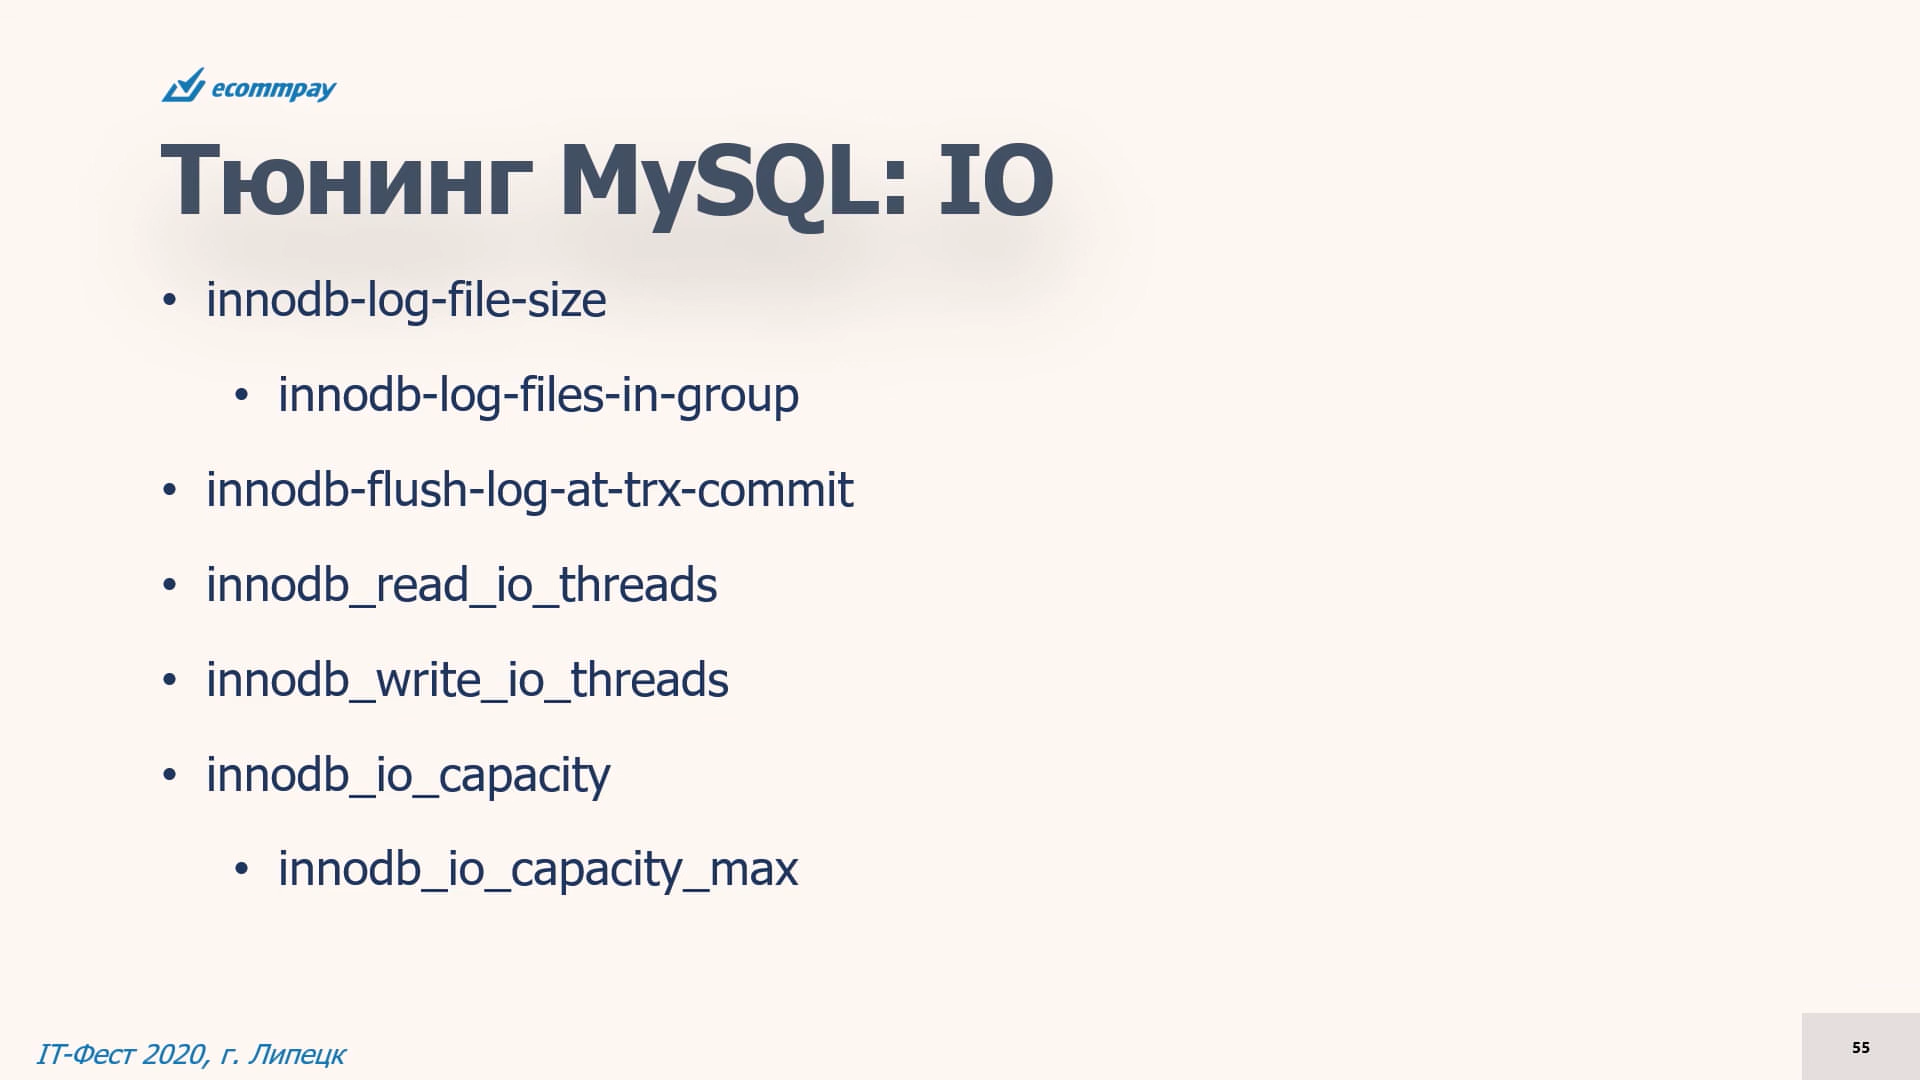 ecommpay
Тюнинг MySQL: IO
• innodb-log-file-size
• innodb-log-files-in-group
• innodb-flush-log-at-trx-commit
• innodb_read_io_threads
• innodb_write_io_threads
• innodb_io_capacity
• innodb_io_capacity_max
IT-Фест 2020, г. Липецк
55